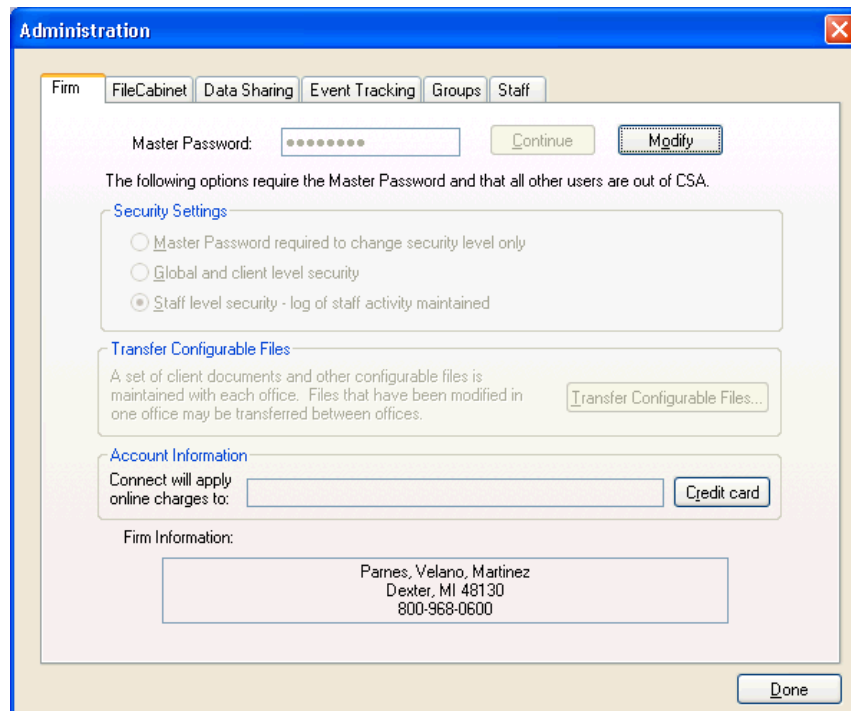 Administration
Firm FileCabinet Data Sharing Event Tracking Groups Staff
Master Password: Continue Modify
The following options require the Master Password and that all other users are out of CSA.
Security Settings
Master Password required to change security level only
Global and client level security
Staff level security - log of staff activity maintained
Transfer Configurable Files
A set of client documents and other configurable files is
maintained with each office. Files that have been modified in
one office may be transferred between offices.
Transfer Configurable Files...
Account Information
Connect will apply
online charges to:
Credit card
Firm Information:
Parnes, Velano, Martinez
Dexter, MI 48130
800-968-0600
Done